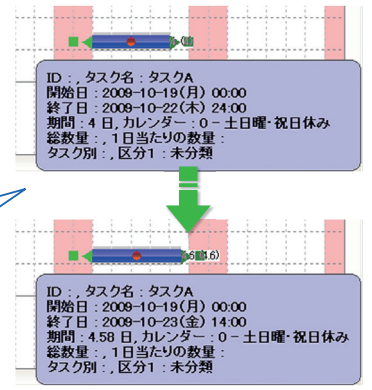 ID：, タスク名：タスクA
開始日：2009-10-19(月) 00:00
終了日：2009-10-22(木) 24:00
期間：4 日, カレンダー：0 − 土日曜･祝日休み
総数量：, 1日当たりの数量：
タスク別：, 区分1：未分類
4.6)
ID：, タスク名：タスクA
開始日：2009-10-19(月) 00:00
終了日：2009-10-23(金) 14:00
期間：4.58 日, カレンダー：0 − 土日曜･祝日休み
総数量：, 1日当たりの数量：
タスク別：, 区分1：未分類